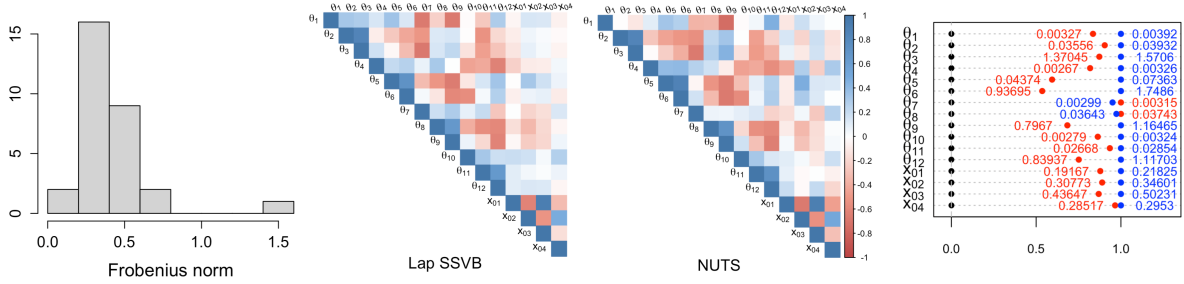 15
10
5
0
0.0 0.5 1.0 1.5
Frobenius norm
θ1 θ2 θ3 θ4 θ5 θ6 θ7 θ8 θ9 θ10 θ11 θ12 x01 x02 x03 x04
θ1
θ2
θ3
θ4
θ5
θ6
θ7
θ8
θ9
θ10
θ11
θ12
x01
x02
x03
x04
Lap SSVB
θ1 θ2 θ3 θ4 θ5 θ6 θ7 θ8 θ9 θ10 θ11 θ12 x01 x02 x03 x04
θ1
θ2
θ3
θ4
θ5
θ6
θ7
θ8
θ9
θ10
θ11
θ12
x01
x02
x03
x04
NUTS
1
0.8
0.6
0.4
0.2
0
-0.2
-0.4
-0.6
-0.8
-1
θ1 0.00327 0.00392
θ2 0.03556 0.03932
θ3 1.37045 1.5706
θ4 0.00267 0.00326
θ5 0.04374 0.07363
θ6 0.93695 1.7486
θ7 0.00299 0.00315
θ8 0.03643 0.03743
θ9 0.7967 1.16465
θ10 0.00279 0.00324
θ11 0.02668 0.02854
θ12 0.83937 1.11703
x01 0.19167 0.21825
x02 0.30773 0.34601
x03 0.43647 0.50231
x04 0.28517 0.2953
0.0 0.5 1.0